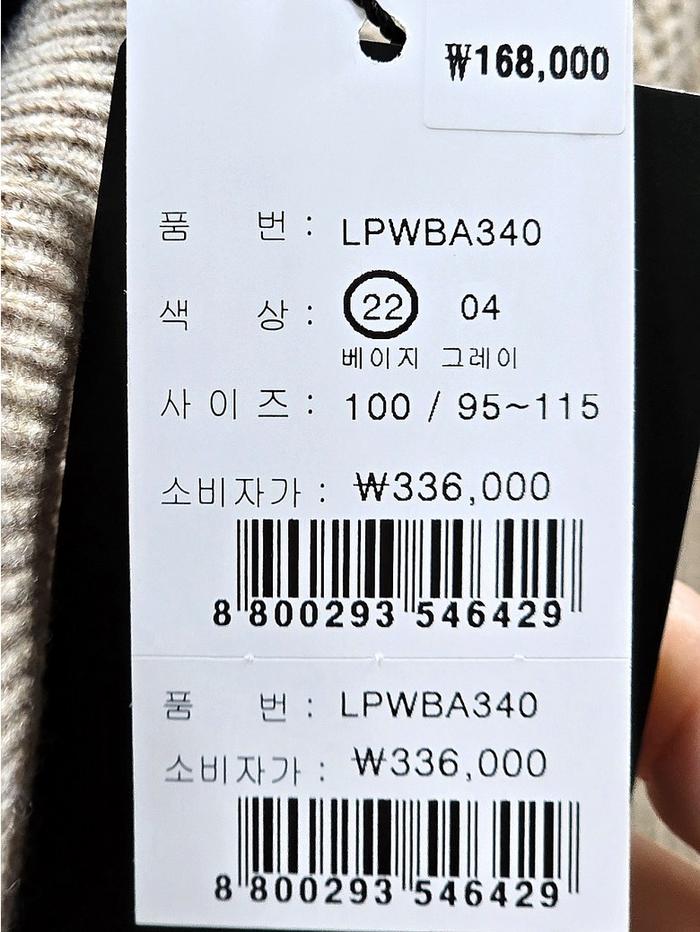 ₩168,000
품 번 : LPWBA340
색 상 : 22 04
베이지 그레이
사 이 즈 : 100 / 95~115
소비자가 : ₩336,000
8 800293 546429
품 번 : LPWBA340
소비자가 : ₩336,000
8 800293 546429